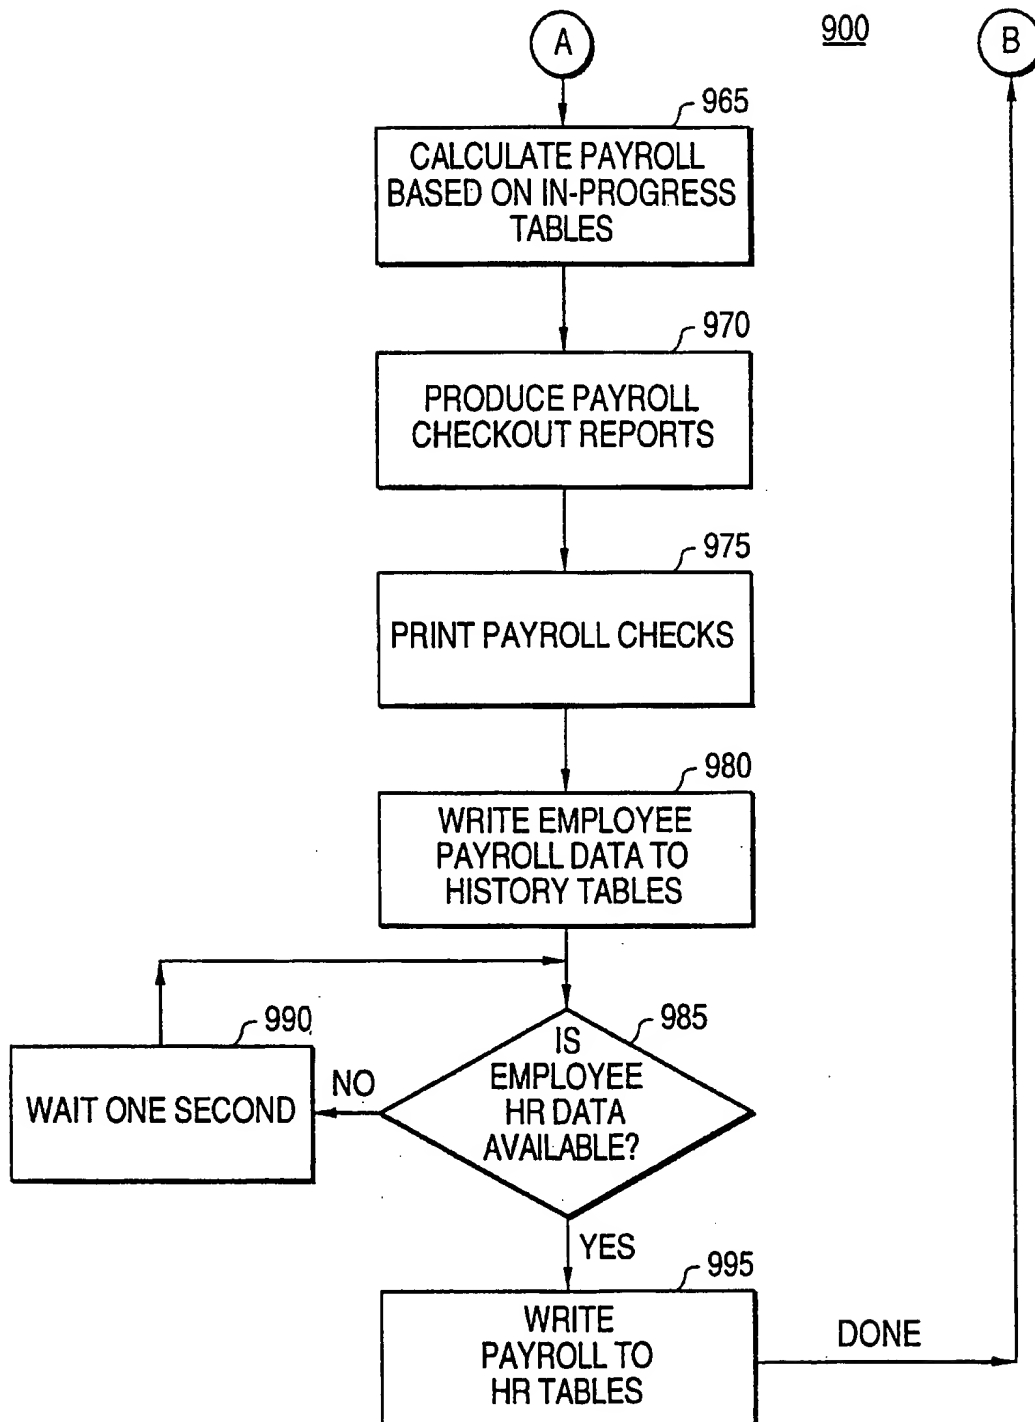 A
900
B
965
CALCULATE PAYROLL
BASED ON IN-PROGRESS
TABLES
970
PRODUCE PAYROLL
CHECKOUT REPORTS
975
PRINT PAYROLL CHECKS
980
WRITE EMPLOYEE
PAYROLL DATA TO
HISTORY TABLES
985
IS
EMPLOYEE
HR DATA
AVAILABLE?
NO
990
WAIT ONE SECOND
YES
995
WRITE
PAYROLL TO
HR TABLES
DONE